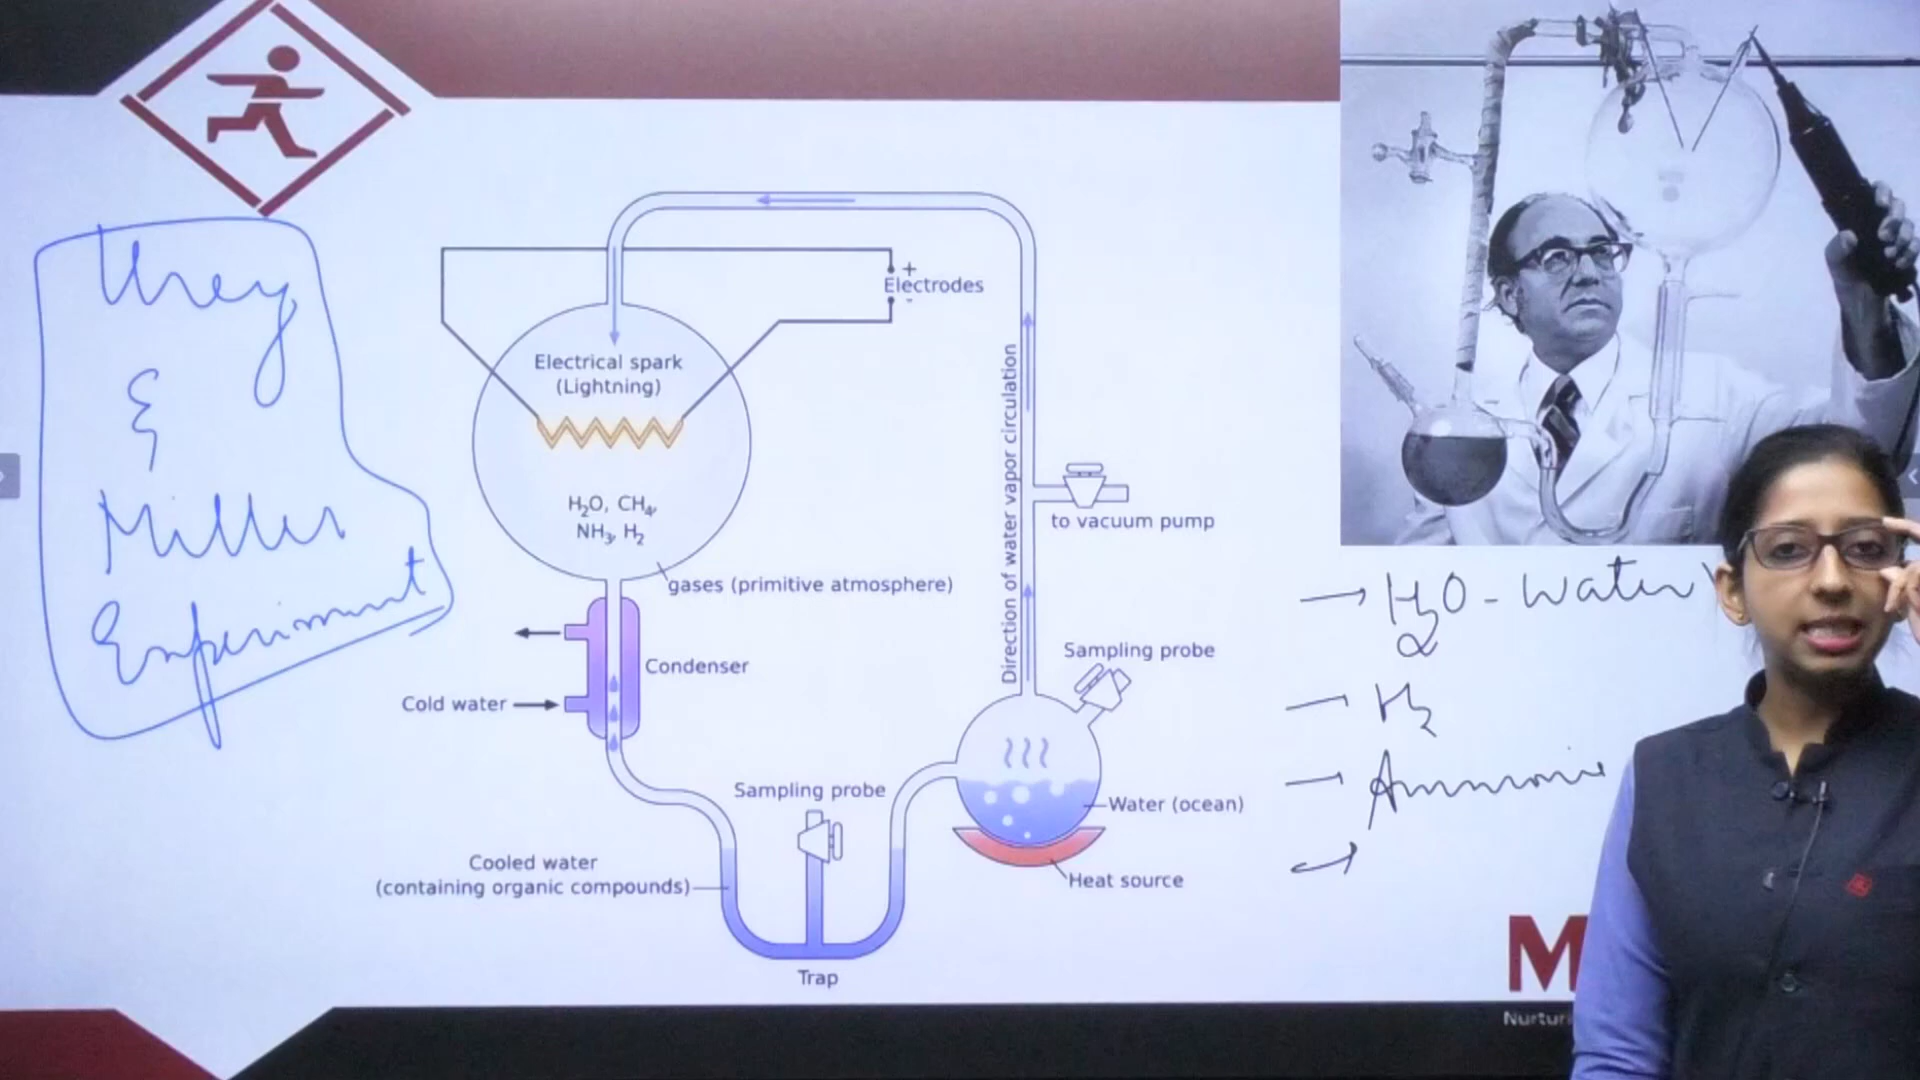 Urey
&
Miller
Experiment
+
Electrodes
-
Electrical spark
(Lightning)
H₂O, CH₄,
NH₃, H₂
gases (primitive atmosphere)
Condenser
Cold water
Cooled water
(containing organic compounds)
Sampling probe
Trap
Direction of water vapor circulation
to vacuum pump
Sampling probe
Water (ocean)
Heat source
→ H₂O - Water
H₂
M